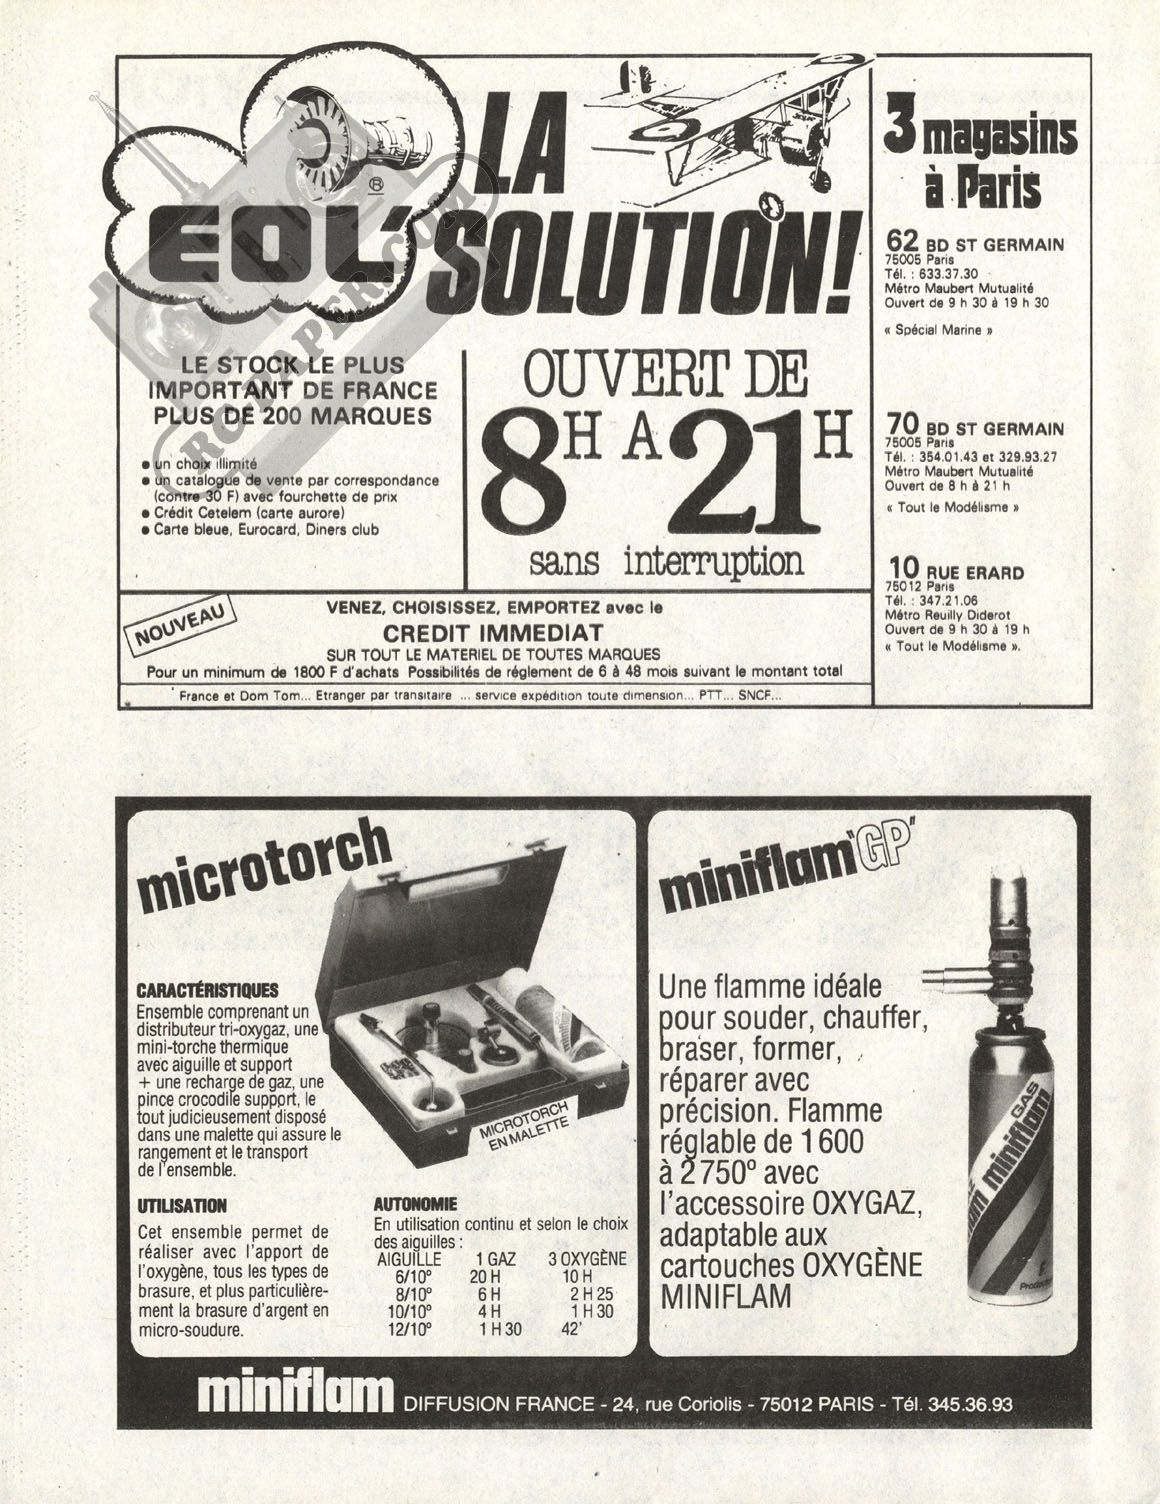 EOL'
®
LA
SOLUTION!
RC-PAPER.COM
LE STOCK LE PLUS
IMPORTANT DE FRANCE
PLUS DE 200 MARQUES
● un choix illimité
● un catalogue de vente par correspondance
(contre 30 F) avec fourchette de prix
● Crédit Cetelem (carte aurore)
● Carte bleue, Eurocard, Diners club
OUVERT DE
8H A 21H
sans interruption
NOUVEAU
VENEZ, CHOISISSEZ, EMPORTEZ avec le
CREDIT IMMEDIAT
SUR TOUT LE MATERIEL DE TOUTES MARQUES
Pour un minimum de 1800 F d'achats Possibilités de réglement de 6 à 48 mois suivant le montant total
France et Dom Tom... Etranger par transitaire ... service expédition toute dimension... PTT... SNCF...
3 magasins
à Paris
62 BD ST GERMAIN
75005 Paris
Tél. : 633.37.30
Métro Maubert Mutualité
Ouvert de 9 h 30 à 19 h 30
« Spécial Marine »
70 BD ST GERMAIN
75005 Paris
Tél. : 354.01.43 et 329.93.27
Métro Maubert Mutualité
Ouvert de 8 h à 21 h
« Tout le Modélisme »
10 RUE ERARD
75012 Paris
Tél. : 347.21.06
Métro Reuilly Diderot
Ouvert de 9 h 30 à 19 h
« Tout le Modélisme ».
microtorch
CARACTÉRISTIQUES
Ensemble comprenant un
distributeur tri-oxygaz, une
mini-torche thermique
avec aiguille et support
+ une recharge de gaz, une
pince crocodile support, le
tout judicieusement disposé
dans une malette qui assure le
rangement et le transport
de l'ensemble.
MICROTORCH
EN MALETTE
UTILISATION
Cet ensemble permet de
réaliser avec l'apport de
l'oxygène, tous les types de
brasure, et plus particulière-
ment la brasure d'argent en
micro-soudure.
AUTONOMIE
En utilisation continu et selon le choix
des aiguilles :
AIGUILLE 1 GAZ 3 OXYGÈNE
6/10° 20 H 10 H
8/10° 6 H 2 H 25
10/10° 4 H 1 H 30
12/10° 1 H 30 42'
miniflam "GP"
Une flamme idéale
pour souder, chauffer,
braser, former,
réparer avec
précision. Flamme
réglable de 1600
à 2750° avec
l'accessoire OXYGAZ,
adaptable aux
cartouches OXYGÈNE
MINIFLAM
GAS
miniflam
miniflam DIFFUSION FRANCE - 24, rue Coriolis - 75012 PARIS - Tél. 345.36.93